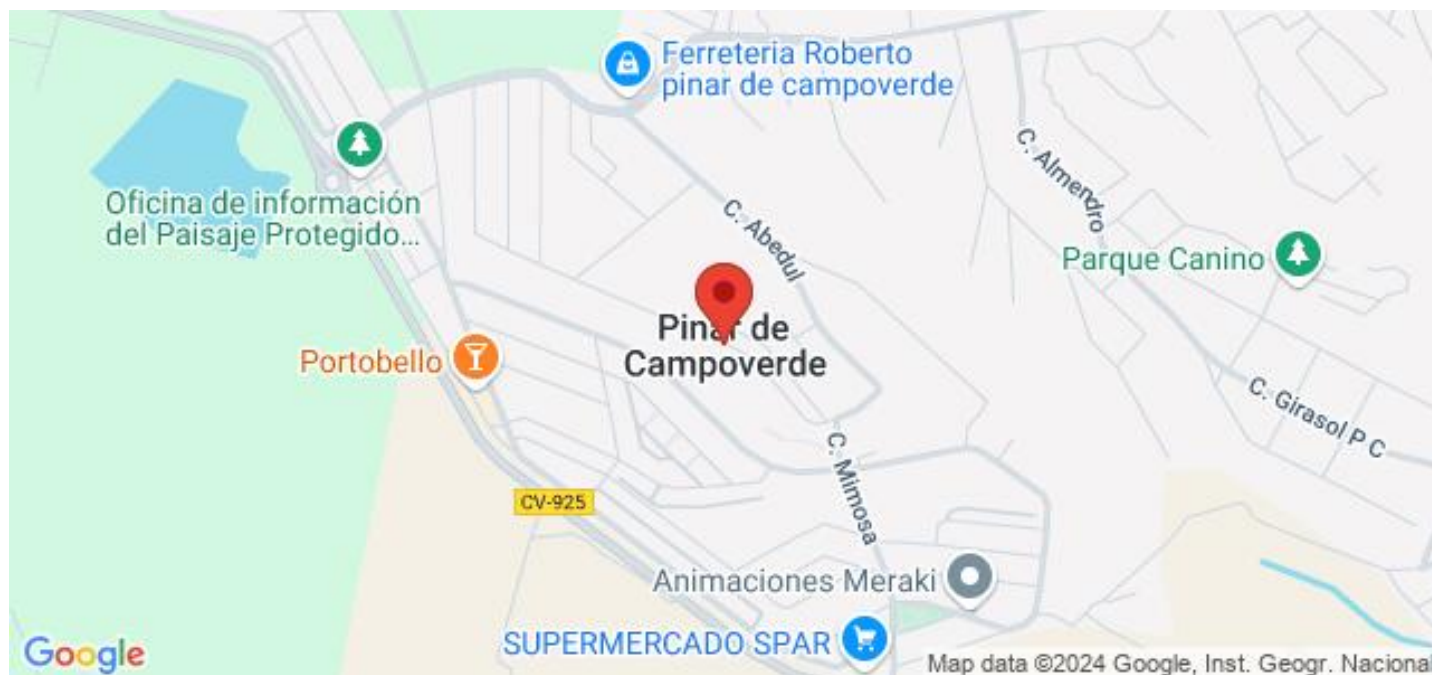 Ferreteria Roberto
pinar de campoverde
C. Almendro
Oficina de información
del Paisaje Protegido...
C. Abedul
Parque Canino
Pinar de
Campoverde
Portobello
C. Girasol P C
C. Mimosa
CV-925
Animaciones Meraki
SUPERMERCADO SPAR
Google
Map data ©2024 Google, Inst. Geogr. Nacional